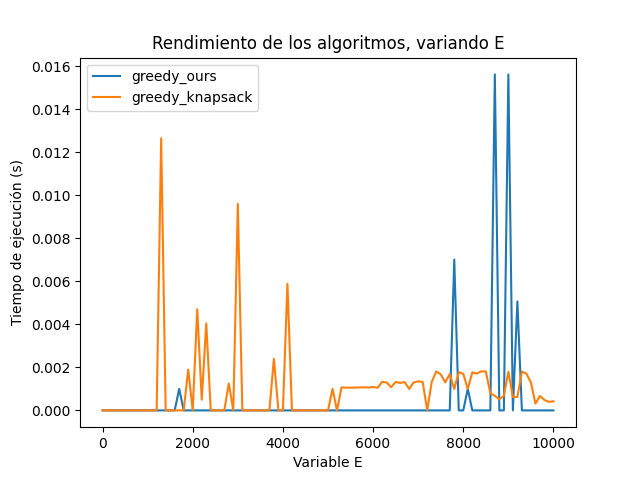 Rendimiento de los algoritmos, variando E
greedy_ours
greedy_knapsack
Tiempo de ejecución (s)
0.016
0.014
0.012
0.010
0.008
0.006
0.004
0.002
0.000
0 2000 4000 6000 8000 10000
Variable E